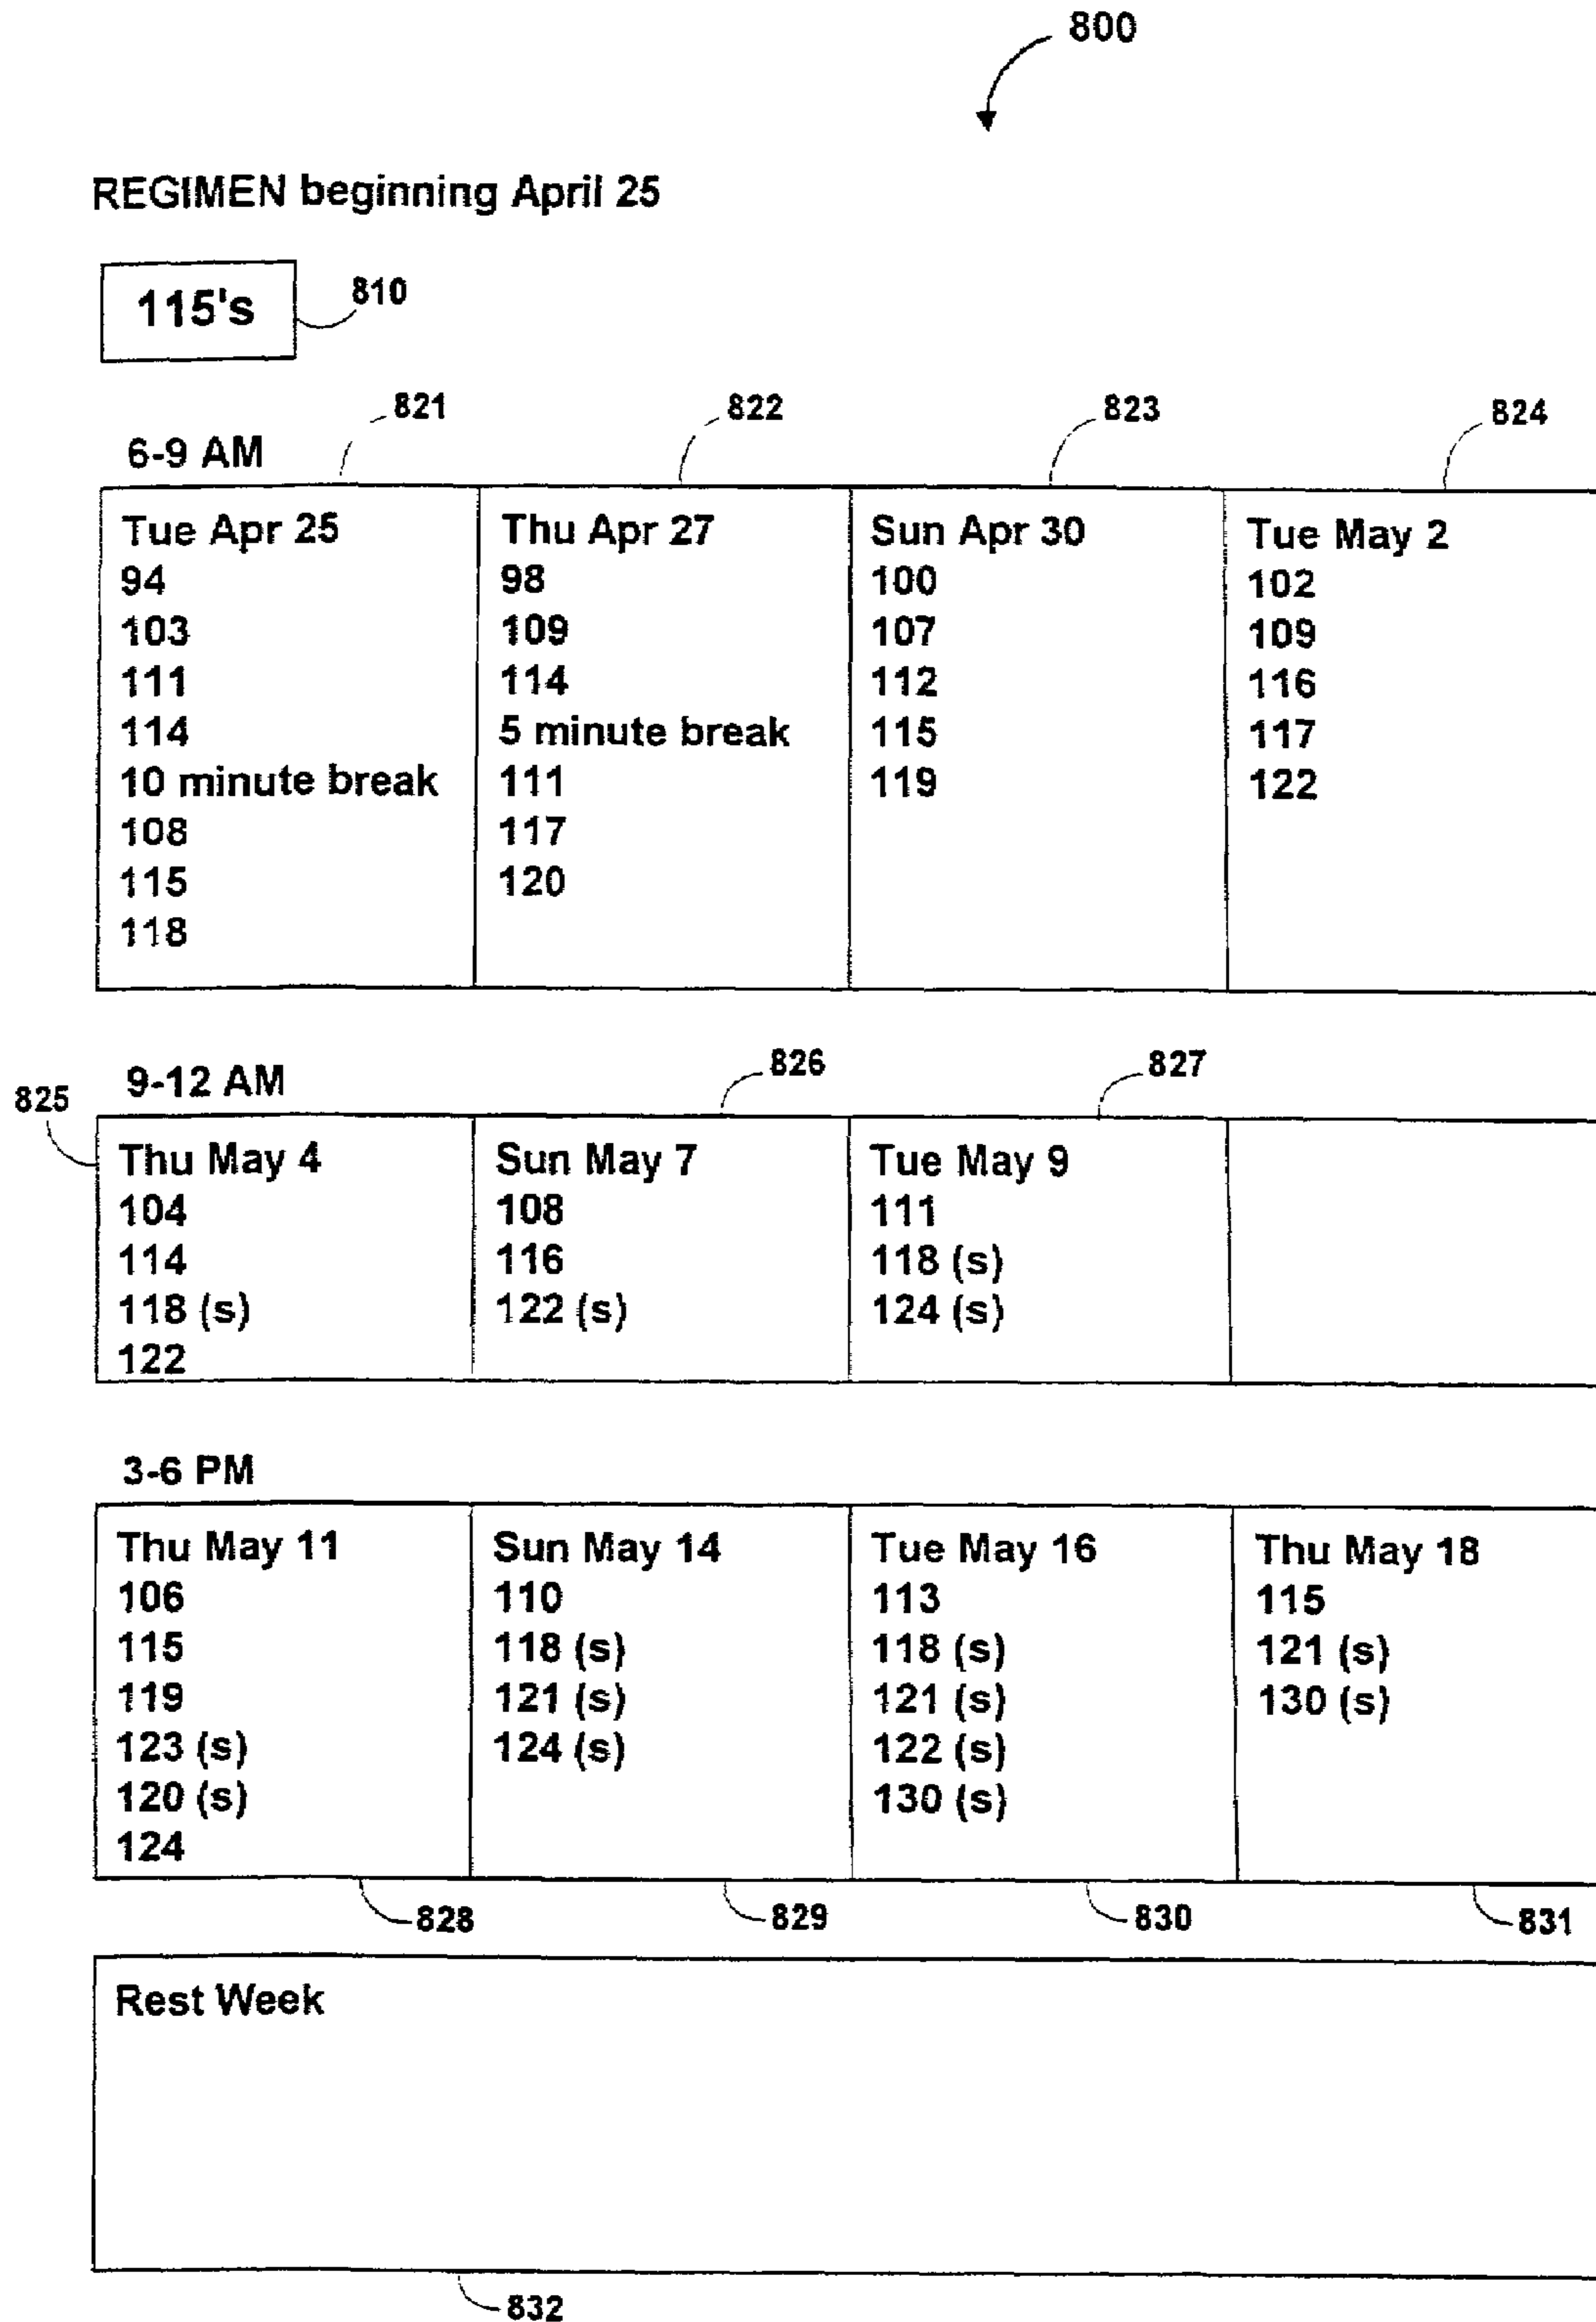 800
REGIMEN beginning April 25
115's
810
821
822
823
824
6-9 AM
Tue Apr 25
94
103
111
114
10 minute break
108
115
118
Thu Apr 27
98
109
114
5 minute break
111
117
120
Sun Apr 30
100
107
112
115
119
Tue May 2
102
109
116
117
122
825
9-12 AM
826
827
Thu May 4
104
114
118 (s)
122
Sun May 7
108
116
122 (s)
Tue May 9
111
118 (s)
124 (s)
3-6 PM
Thu May 11
106
115
119
123 (s)
120 (s)
124
Sun May 14
110
118 (s)
121 (s)
124 (s)
Tue May 16
113
118 (s)
121 (s)
122 (s)
130 (s)
Thu May 18
115
121 (s)
130 (s)
828
829
830
831
Rest Week
832